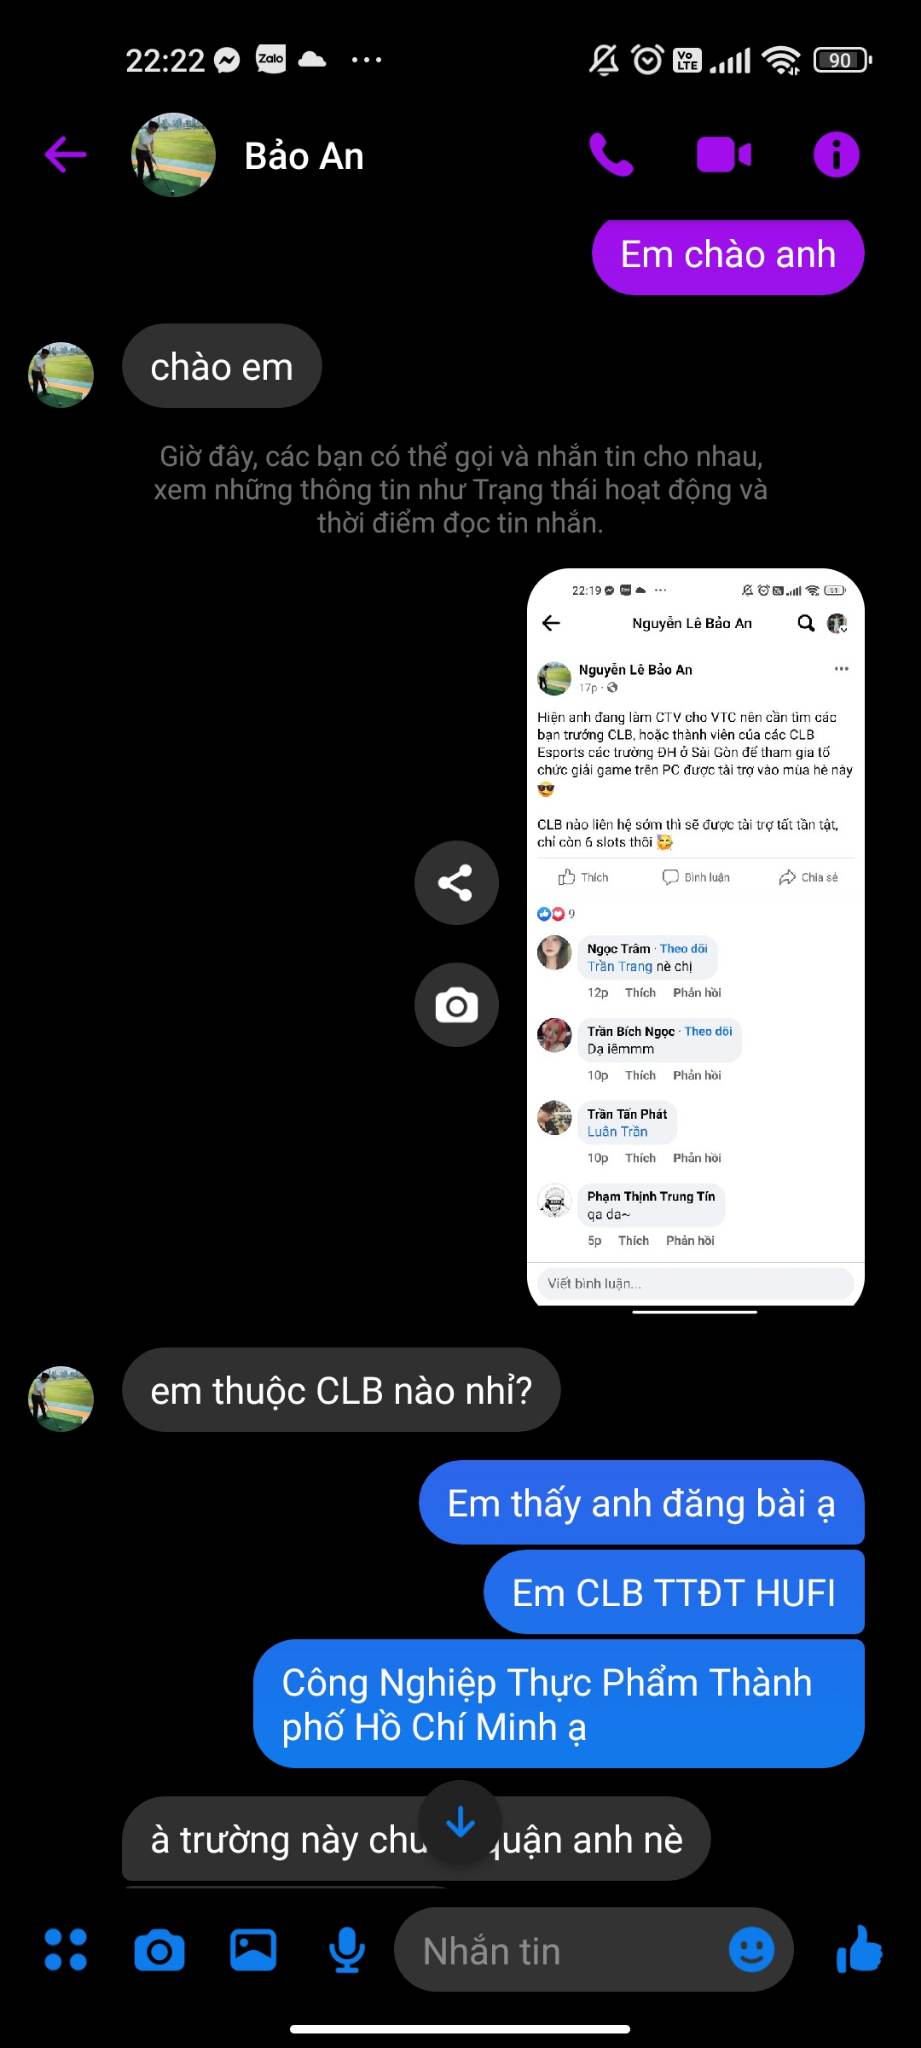 22:22 Zalo ... Vo LTE 90
Bảo An
Em chào anh
chào em
Giờ đây, các bạn có thể gọi và nhắn tin cho nhau,
xem những thông tin như Trạng thái hoạt động và
thời điểm đọc tin nhắn.
22:19 ... 91
Nguyễn Lê Bảo An
Nguyễn Lê Bảo An
17p ·
Hiện anh đang làm CTV cho VTC nên cần tìm các
bạn trưởng CLB, hoặc thành viên của các CLB
Esports các trường ĐH ở Sài Gòn để tham gia tổ
chức giải game trên PC được tài trợ vào mùa hè này
😎
CLB nào liên hệ sớm thì sẽ được tài trợ tất tần tật,
chỉ còn 6 slots thôi 🥰
Thích Bình luận Chia sẻ
9
Ngọc Trâm · Theo dõi
Trần Trang nè chị
12p Thích Phản hồi
Trần Bích Ngọc · Theo dõi
Dạ iêmmm
10p Thích Phản hồi
Trần Tấn Phát
Luân Trần
10p Thích Phản hồi
Phạm Thịnh Trung Tín
qa da~
5p Thích Phản hồi
Viết bình luận...
em thuộc CLB nào nhỉ?
Em thấy anh đăng bài ạ
Em CLB TTĐT HUFI
Công Nghiệp Thực Phẩm Thành
phố Hồ Chí Minh ạ
à trường này quận anh nè
Nhắn tin